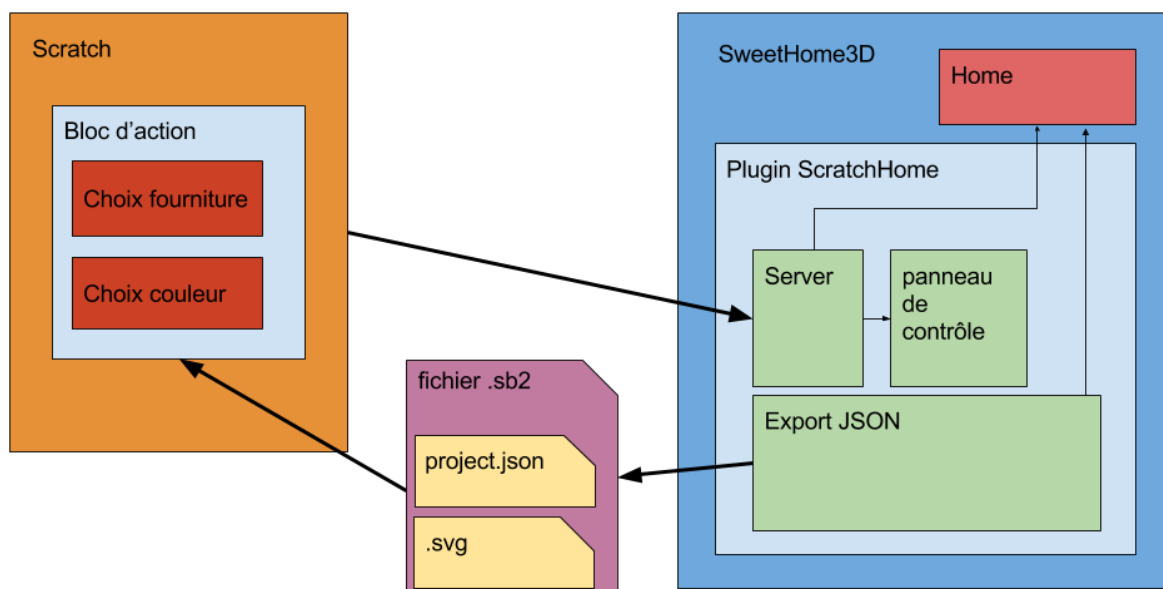 Scratch
Bloc d'action
Choix fourniture
Choix couleur
fichier .sb2
project.json
.svg
SweetHome3D
Home
Plugin ScratchHome
Server
panneau
de
contrôle
Export JSON